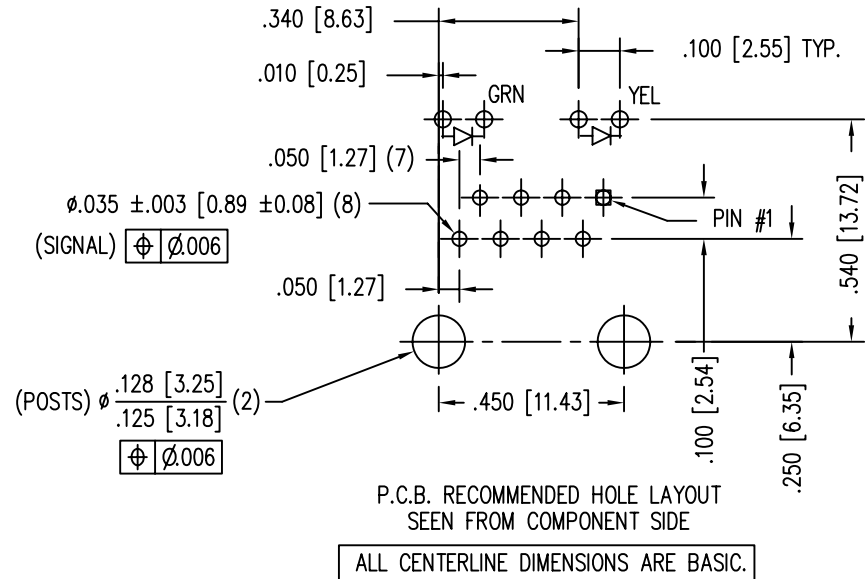 .340 [8.63]
.100 [2.55] TYP.
.010 [0.25]
GRN
YEL
.050 [1.27] (7)
Ø.035 ±.003 [0.89 ±0.08] (8)
PIN #1
(SIGNAL) ⌖ Ø.006
.540 [13.72]
.050 [1.27]
(POSTS) Ø .128 [3.25]
.125 [3.18] (2)
.450 [11.43]
.100 [2.54]
.250 [6.35]
⌖ Ø.006
P.C.B. RECOMMENDED HOLE LAYOUT
SEEN FROM COMPONENT SIDE
ALL CENTERLINE DIMENSIONS ARE BASIC.